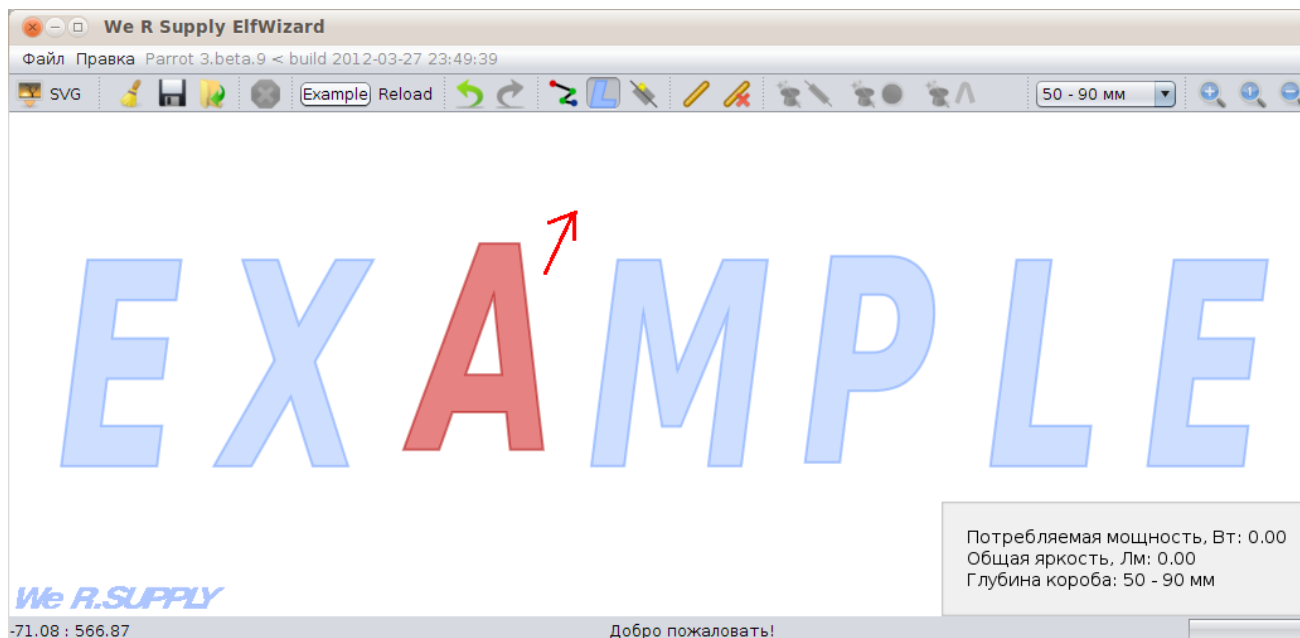 We R Supply ElfWizard
Файл Правка Parrot 3.beta.9 < build 2012-03-27 23:49:39
SVG Example Reload 50 - 90 мм
EXAMPLE
Потребляемая мощность, Вт: 0.00
Общая яркость, Лм: 0.00
Глубина короба: 50 - 90 мм
We R.SUPPLY
-71.08 : 566.87 Добро пожаловать!